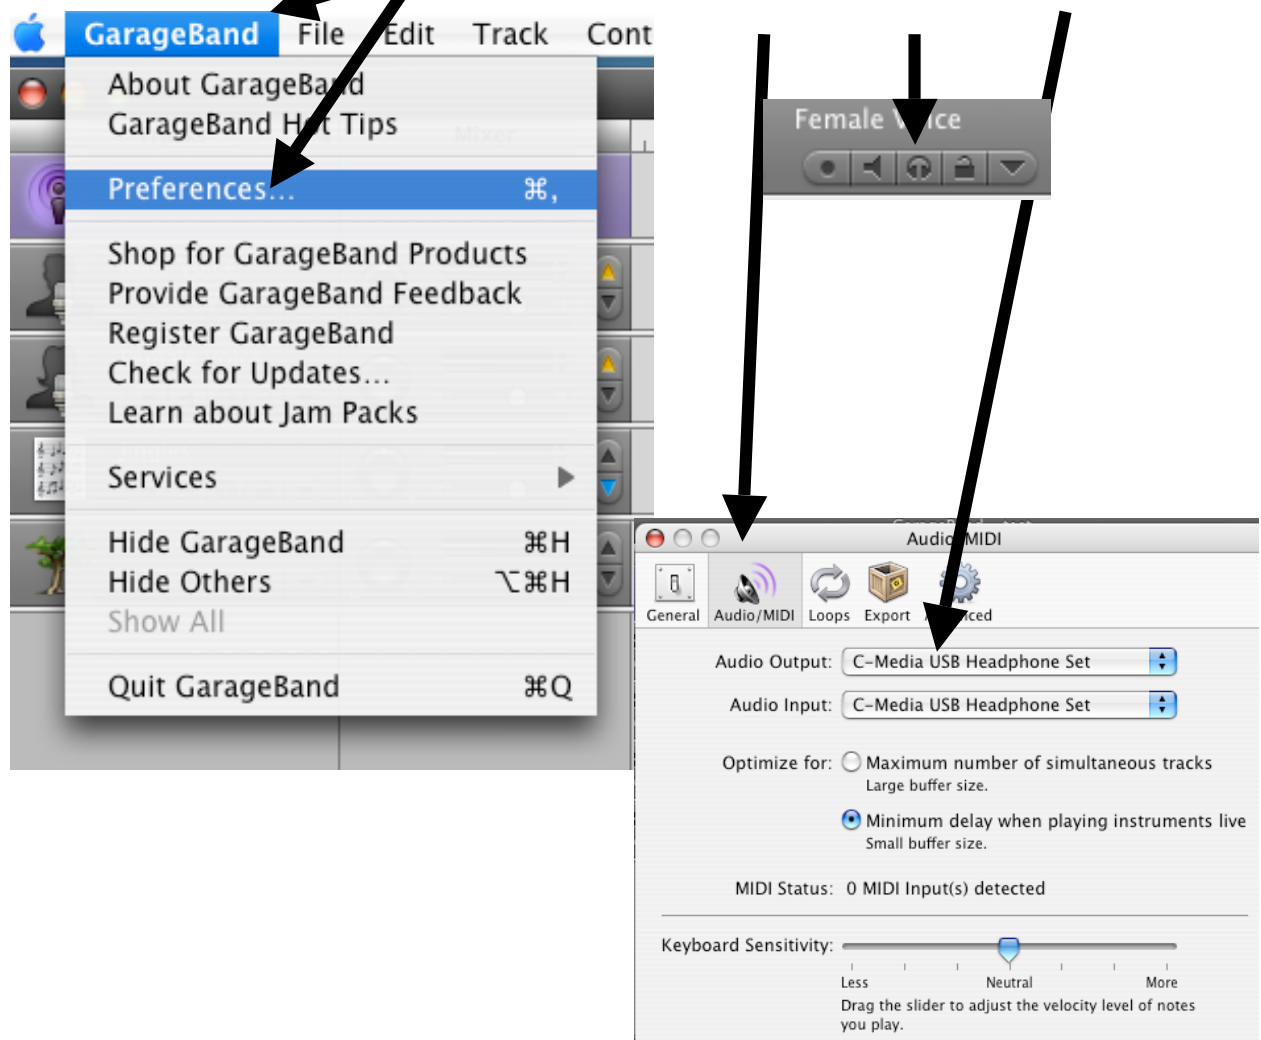 GarageBand File Edit Track Cont
About GarageBand
GarageBand Hot Tips
Mixer
Preferences... ⌘,
Shop for GarageBand Products
Provide GarageBand Feedback
Register GarageBand
Check for Updates...
Learn about Jam Packs
Services
Hide GarageBand ⌘H
Hide Others ⌥⌘H
Show All
Quit GarageBand ⌘Q
Female Voice
Audio/MIDI
General Audio/MIDI Loops Export Advanced
Audio Output: C-Media USB Headphone Set
Audio Input: C-Media USB Headphone Set
Optimize for: Maximum number of simultaneous tracks
Large buffer size.
Minimum delay when playing instruments live
Small buffer size.
MIDI Status: 0 MIDI Input(s) detected
Keyboard Sensitivity:
Less Neutral More
Drag the slider to adjust the velocity level of notes
you play.